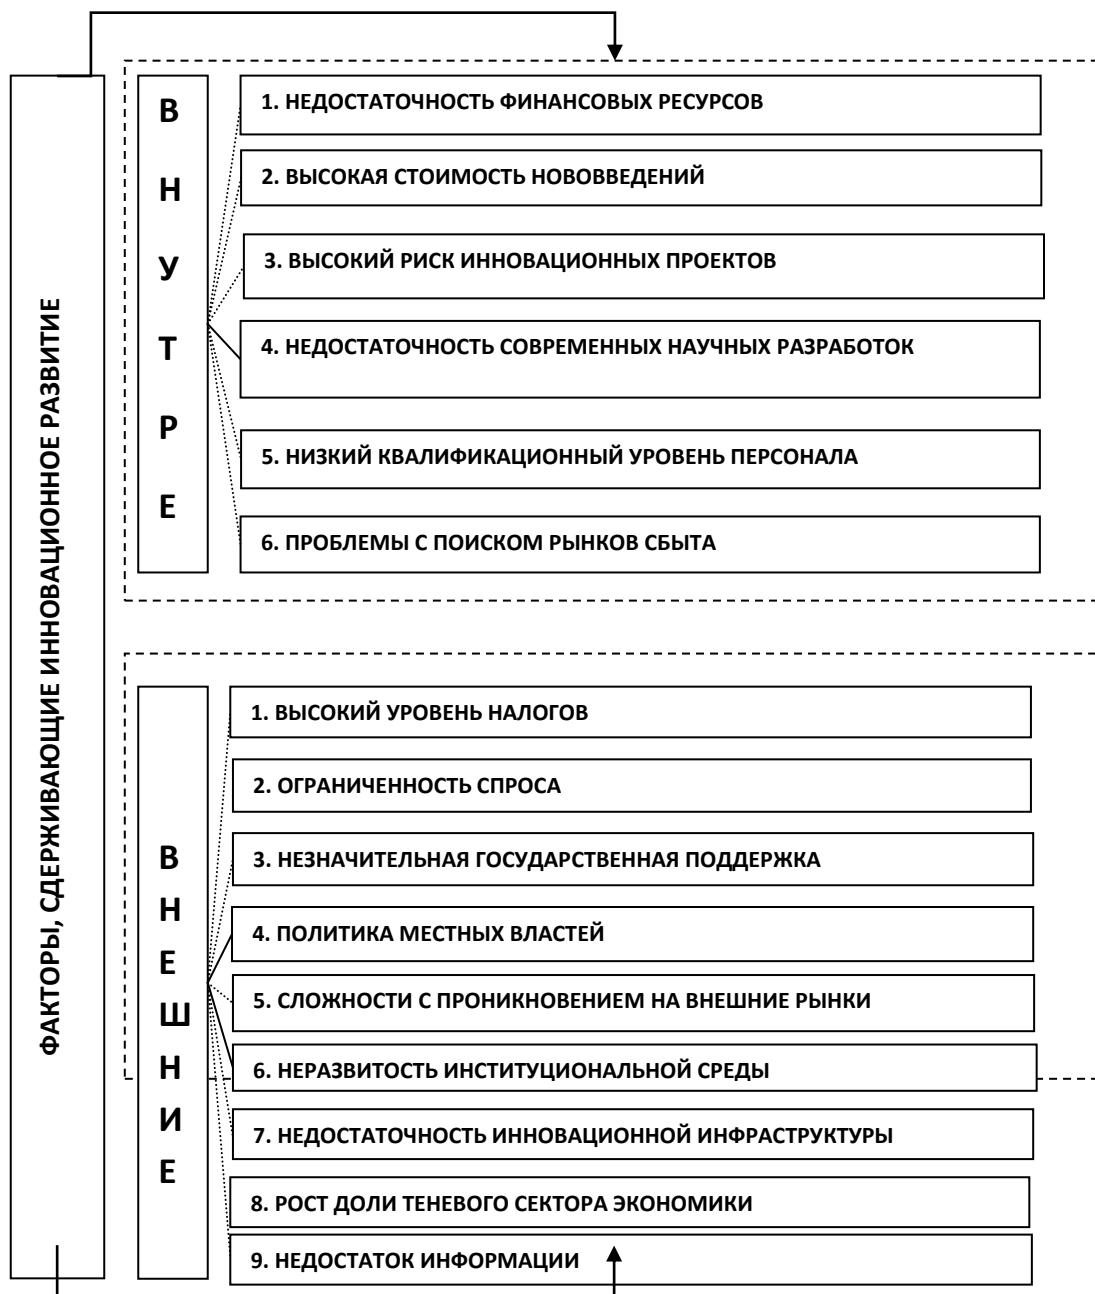 ФАКТОРЫ, СДЕРЖИВАЮЩИЕ ИННОВАЦИОННОЕ РАЗВИТИЕ
ВНУТРЕ
1. НЕДОСТАТОЧНОСТЬ ФИНАНСОВЫХ РЕСУРСОВ
2. ВЫСОКАЯ СТОИМОСТЬ НОВОВВЕДЕНИЙ
3. ВЫСОКИЙ РИСК ИННОВАЦИОННЫХ ПРОЕКТОВ
4. НЕДОСТАТОЧНОСТЬ СОВРЕМЕННЫХ НАУЧНЫХ РАЗРАБОТОК
5. НИЗКИЙ КВАЛИФИКАЦИОННЫЙ УРОВЕНЬ ПЕРСОНАЛА
6. ПРОБЛЕМЫ С ПОИСКОМ РЫНКОВ СБЫТА
ВНЕШНИЕ
1. ВЫСОКИЙ УРОВЕНЬ НАЛОГОВ
2. ОГРАНИЧЕННОСТЬ СПРОСА
3. НЕЗНАЧИТЕЛЬНАЯ ГОСУДАРСТВЕННАЯ ПОДДЕРЖКА
4. ПОЛИТИКА МЕСТНЫХ ВЛАСТЕЙ
5. СЛОЖНОСТИ С ПРОНИКНОВЕНИЕМ НА ВНЕШНИЕ РЫНКИ
6. НЕРАЗВИТОСТЬ ИНСТИТУЦИОНАЛЬНОЙ СРЕДЫ
7. НЕДОСТАТОЧНОСТЬ ИННОВАЦИОННОЙ ИНФРАСТРУКТУРЫ
8. РОСТ ДОЛИ ТЕНЕВОГО СЕКТОРА ЭКОНОМИКИ
9. НЕДОСТАТОК ИНФОРМАЦИИ